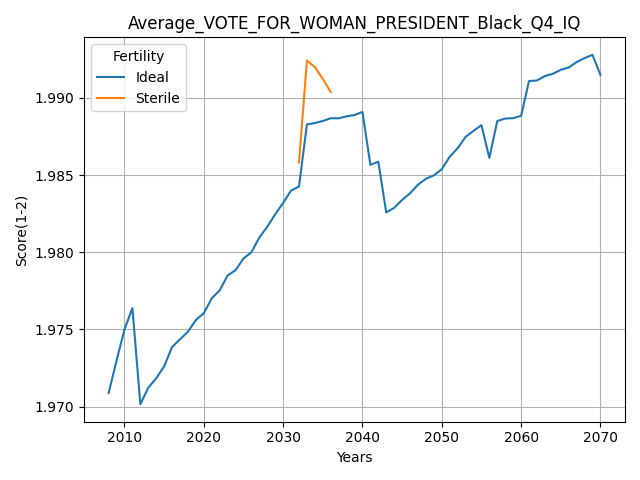 Average_VOTE_FOR_WOMAN_PRESIDENT_Black_Q4_IQ
Fertility
Ideal
Sterile
Score(1-2)
1.990
1.985
1.980
1.975
1.970
2010 2020 2030 2040 2050 2060 2070
Years